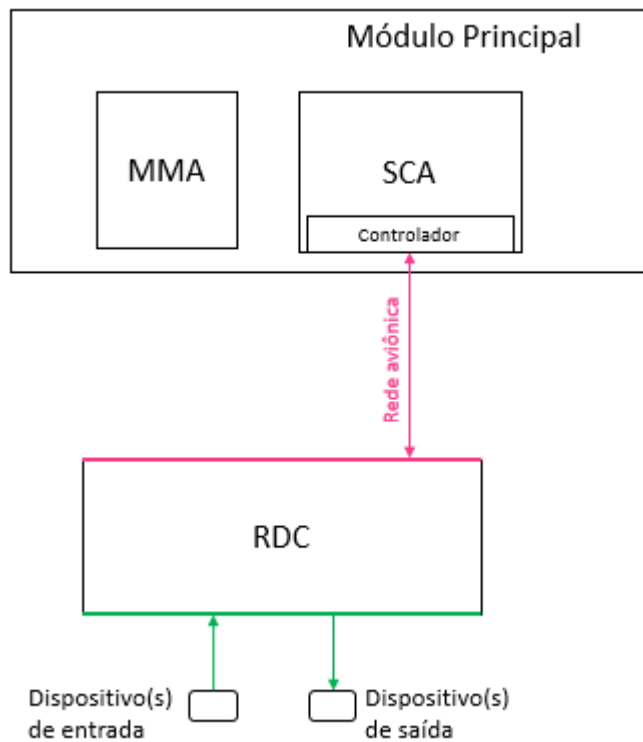 Módulo Principal
MMA
SCA
Controlador
Rede aviônica
RDC
Dispositivo(s)
de entrada
Dispositivo(s)
de saída